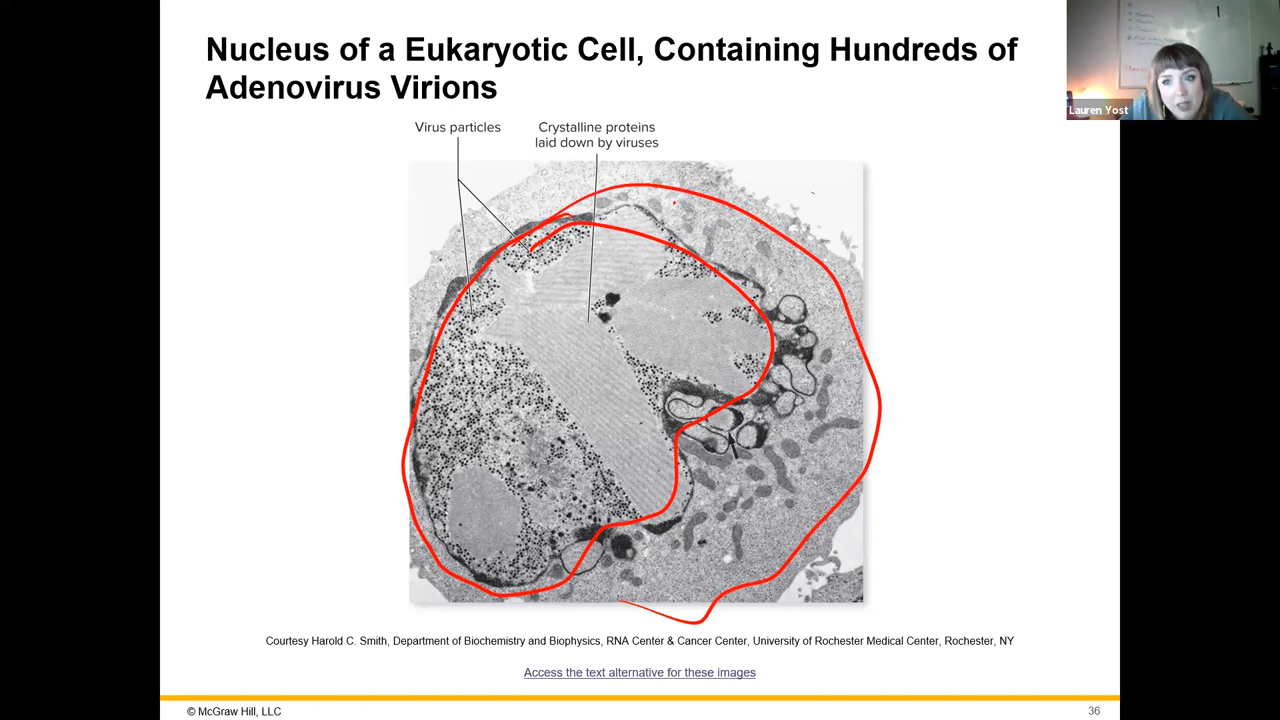 Nucleus of a Eukaryotic Cell, Containing Hundreds of
Adenovirus Virions
Lauren Yost
Virus particles
Crystalline proteins
laid down by viruses
Courtesy Harold C. Smith, Department of Biochemistry and Biophysics, RNA Center & Cancer Center, University of Rochester Medical Center, Rochester, NY
Access the text alternative for these images
© McGraw Hill, LLC
36